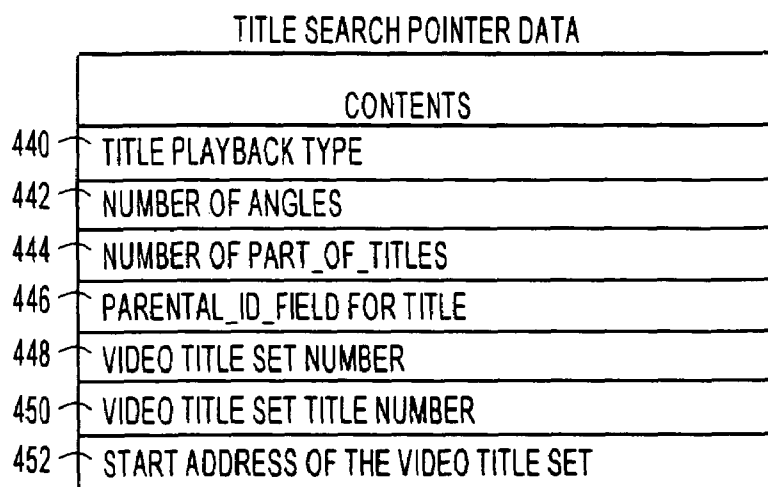 TITLE SEARCH POINTER DATA
CONTENTS
440 TITLE PLAYBACK TYPE
442 NUMBER OF ANGLES
444 NUMBER OF PART_OF_TITLES
446 PARENTAL_ID_FIELD FOR TITLE
448 VIDEO TITLE SET NUMBER
450 VIDEO TITLE SET TITLE NUMBER
452 START ADDRESS OF THE VIDEO TITLE SET